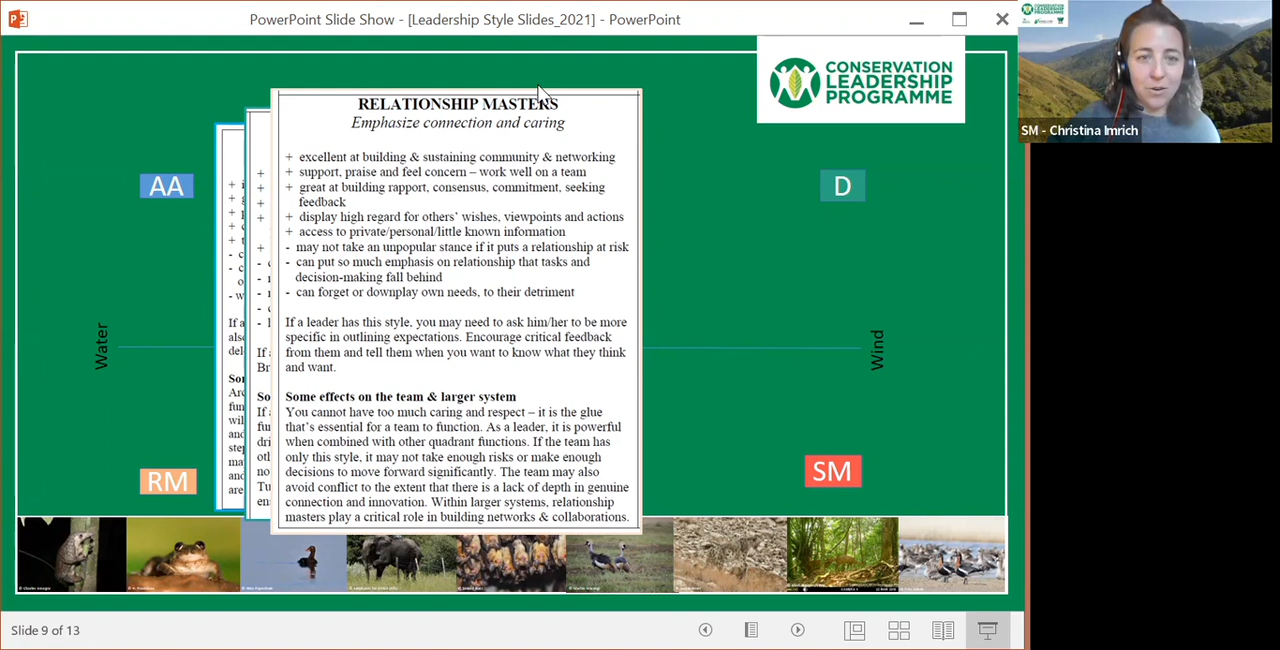 PowerPoint Slide Show - [Leadership Style Slides_2021] - PowerPoint
CONSERVATION
LEADERSHIP
PROGRAMME
SM - Christina Imrich
CONSERVATION
LEADERSHIP
PROGRAMME
AA
D
Water
Wind
RM
SM
RELATIONSHIP MASTERS
Emphasize connection and caring
+ excellent at building & sustaining community & networking
+ support, praise and feel concern – work well on a team
+ great at building rapport, consensus, commitment, seeking
feedback
+ display high regard for others' wishes, viewpoints and actions
+ access to private/personal/little known information
- may not take an unpopular stance if it puts a relationship at risk
- can put so much emphasis on relationship that tasks and
decision-making fall behind
- can forget or downplay own needs, to their detriment
If a leader has this style, you may need to ask him/her to be more
specific in outlining expectations. Encourage critical feedback
from them and tell them when you want to know what they think
and want.
Some effects on the team & larger system
You cannot have too much caring and respect – it is the glue
that's essential for a team to function. As a leader, it is powerful
when combined with other quadrant functions. If the team has
only this style, it may not take enough risks or make enough
decisions to move forward significantly. The team may also
avoid conflict to the extent that there is a lack of depth in genuine
connection and innovation. Within larger systems, relationship
masters play a critical role in building networks & collaborations.
Slide 9 of 13